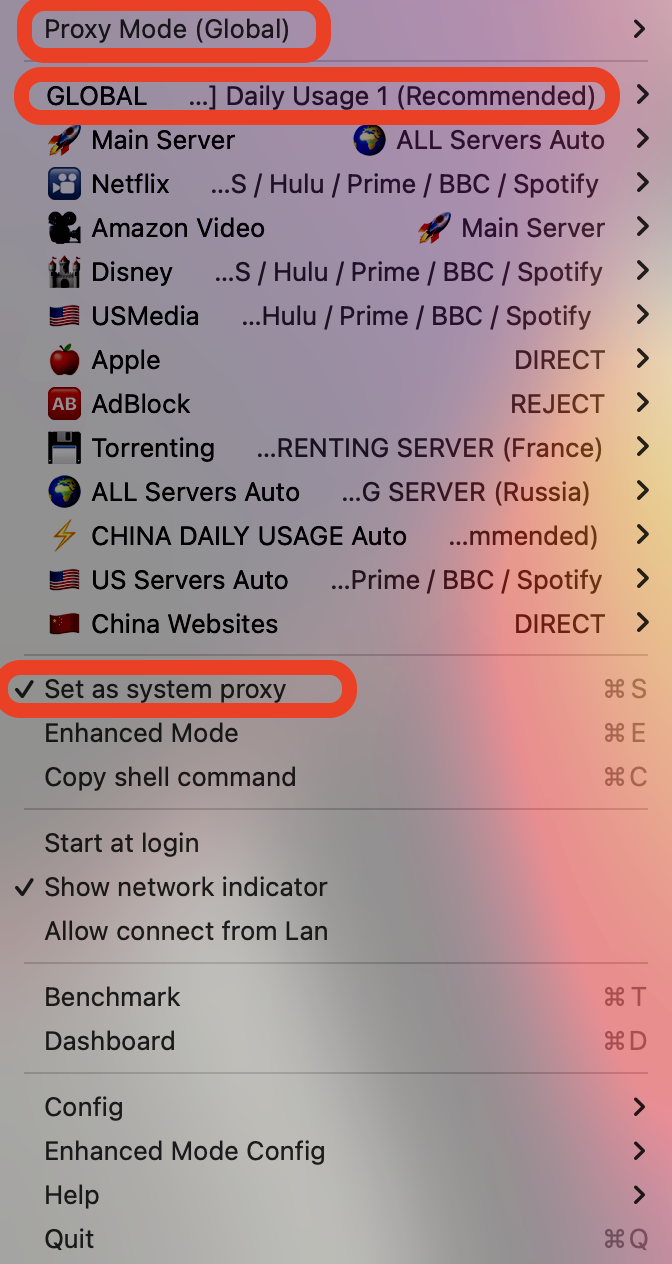 Proxy Mode (Global)
GLOBAL ...] Daily Usage 1 (Recommended)
Main Server ALL Servers Auto
Netflix ...S / Hulu / Prime / BBC / Spotify
Amazon Video Main Server
Disney ...S / Hulu / Prime / BBC / Spotify
USMedia ...Hulu / Prime / BBC / Spotify
Apple DIRECT
AB AdBlock REJECT
Torrenting ...RENTING SERVER (France)
ALL Servers Auto ...G SERVER (Russia)
CHINA DAILY USAGE Auto ...mmended)
US Servers Auto ...Prime / BBC / Spotify
China Websites DIRECT
✓ Set as system proxy ⌘ S
Enhanced Mode ⌘ E
Copy shell command ⌘ C
Start at login
✓ Show network indicator
Allow connect from Lan
Benchmark ⌘ T
Dashboard ⌘ D
Config
Enhanced Mode Config
Help
Quit ⌘ Q